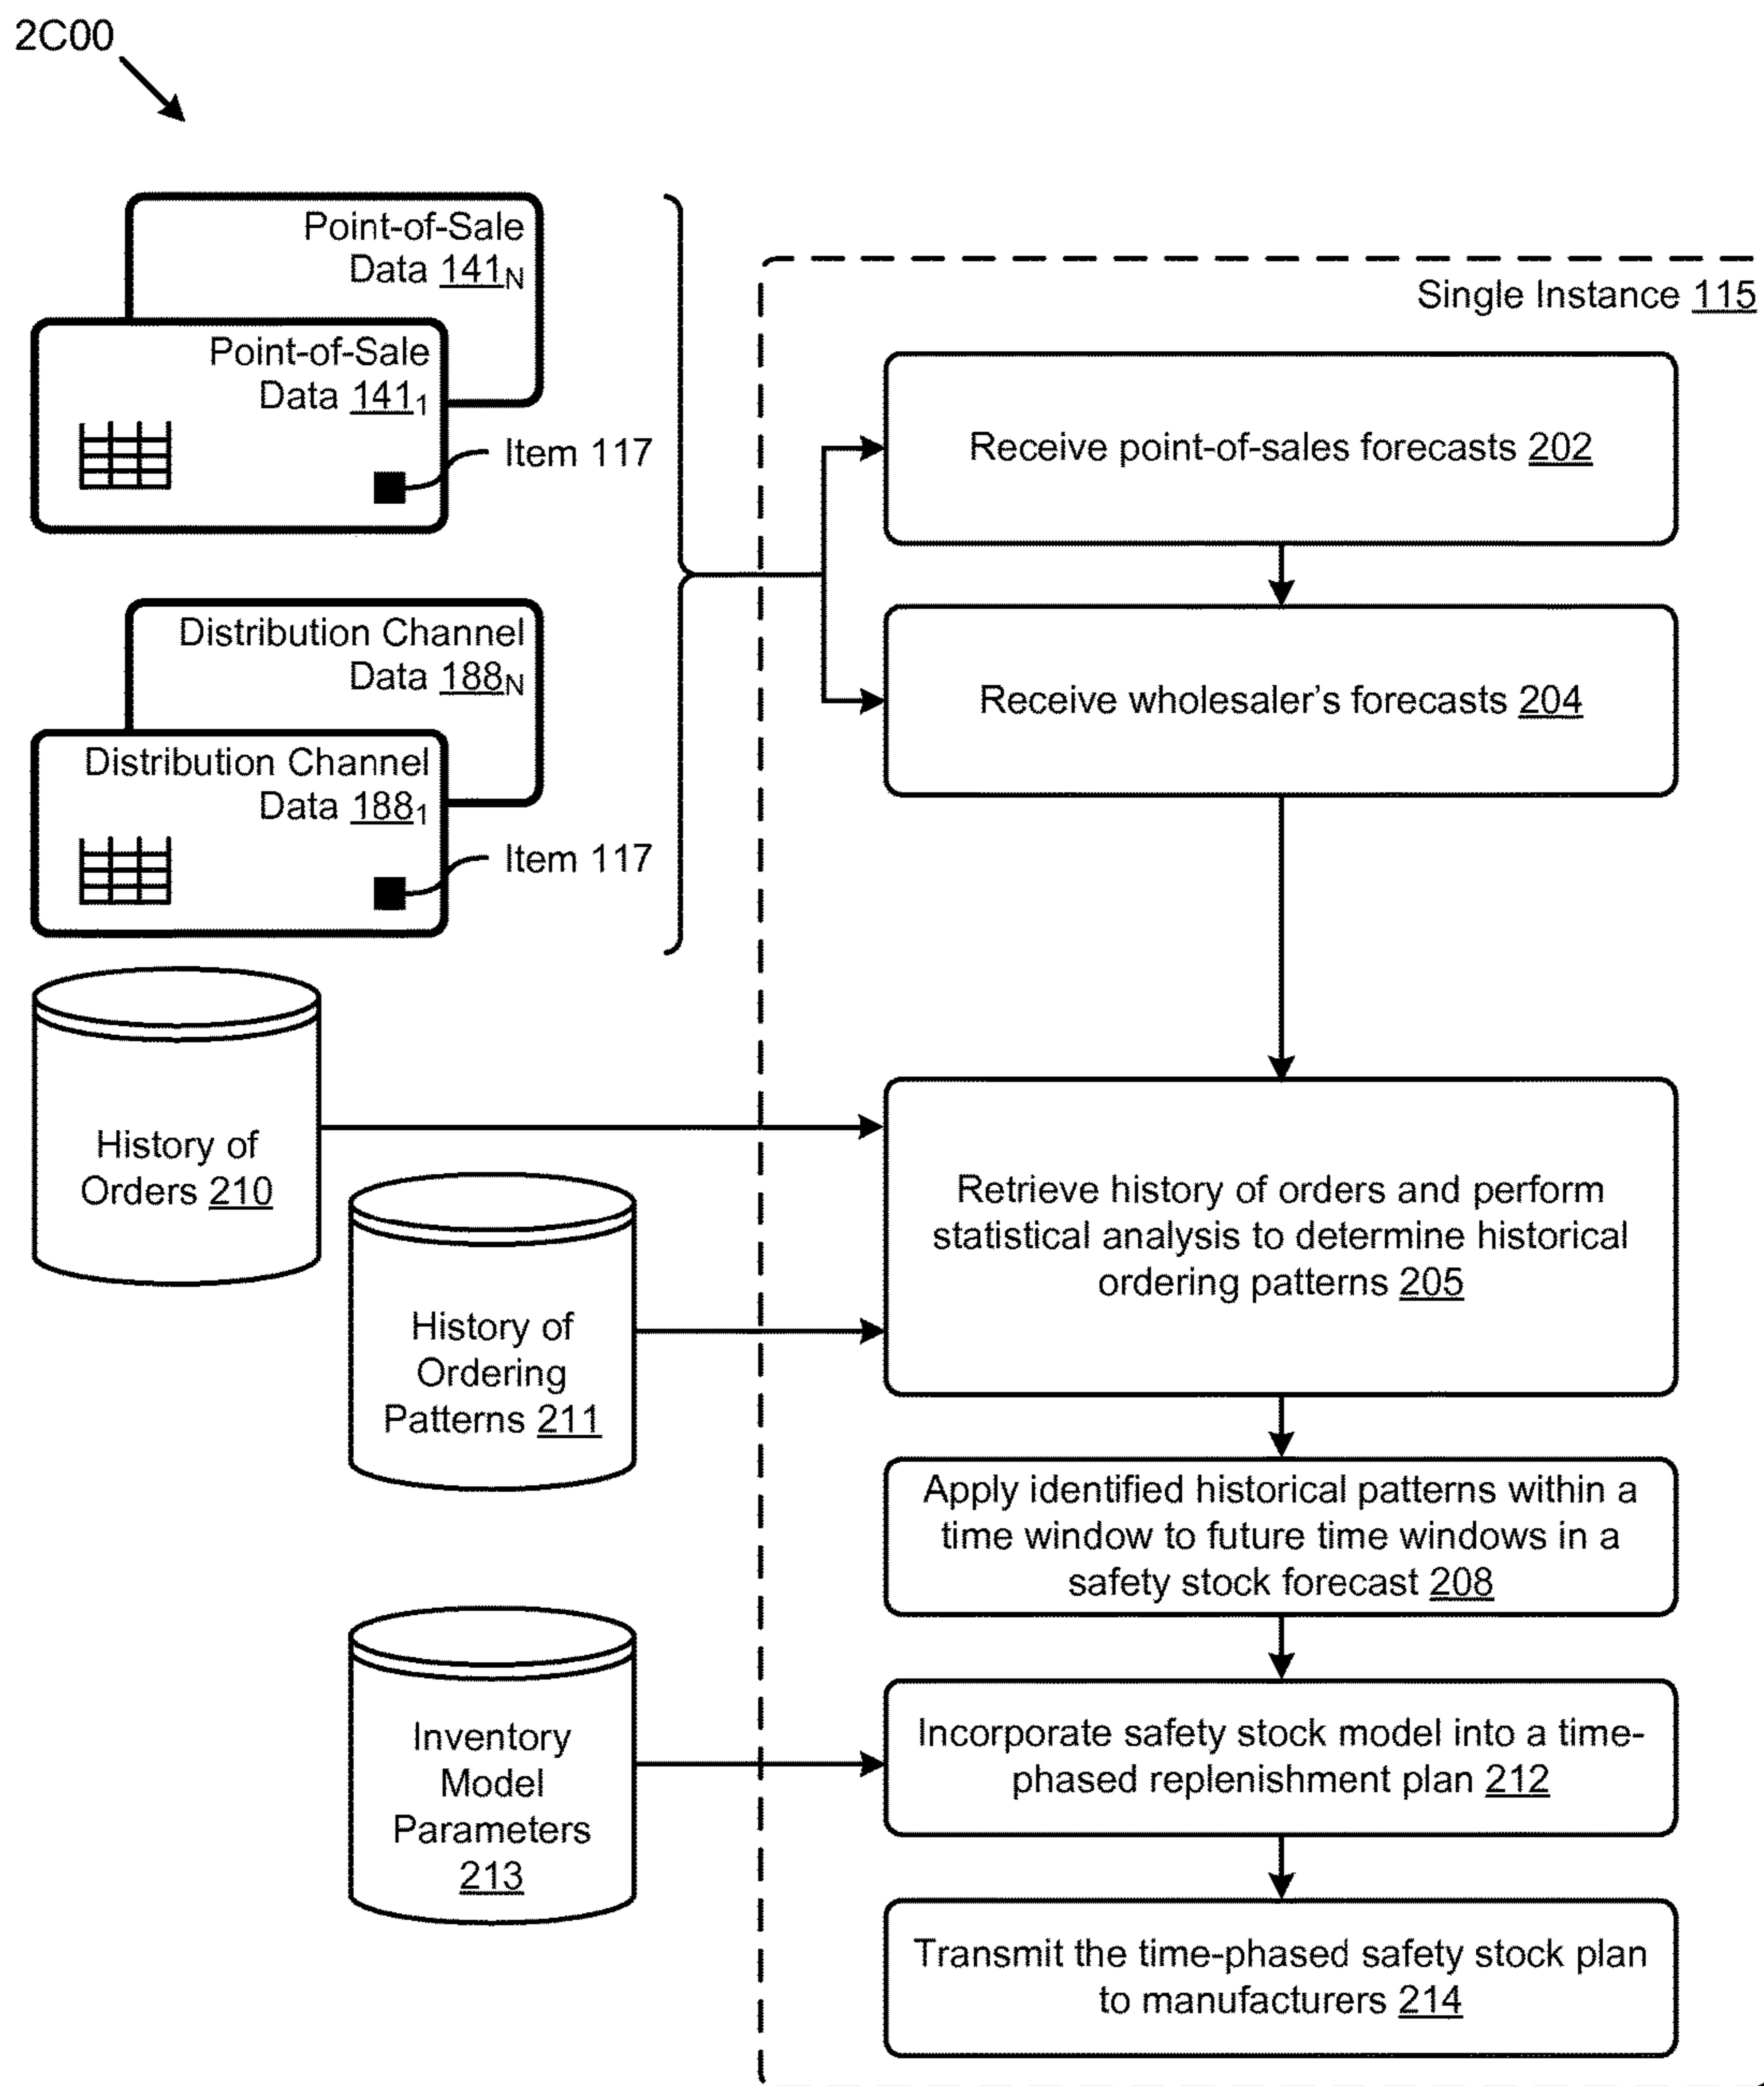 2C00
Point-of-Sale
Data 141N
Point-of-Sale
Data 1411
Item 117
Distribution Channel
Data 188N
Distribution Channel
Data 1881
Item 117
History of
Orders 210
History of
Ordering
Patterns 211
Inventory
Model
Parameters
213
Single Instance 115
Receive point-of-sales forecasts 202
Receive wholesaler's forecasts 204
Retrieve history of orders and perform
statistical analysis to determine historical
ordering patterns 205
Apply identified historical patterns within a
time window to future time windows in a
safety stock forecast 208
Incorporate safety stock model into a time-
phased replenishment plan 212
Transmit the time-phased safety stock plan
to manufacturers 214